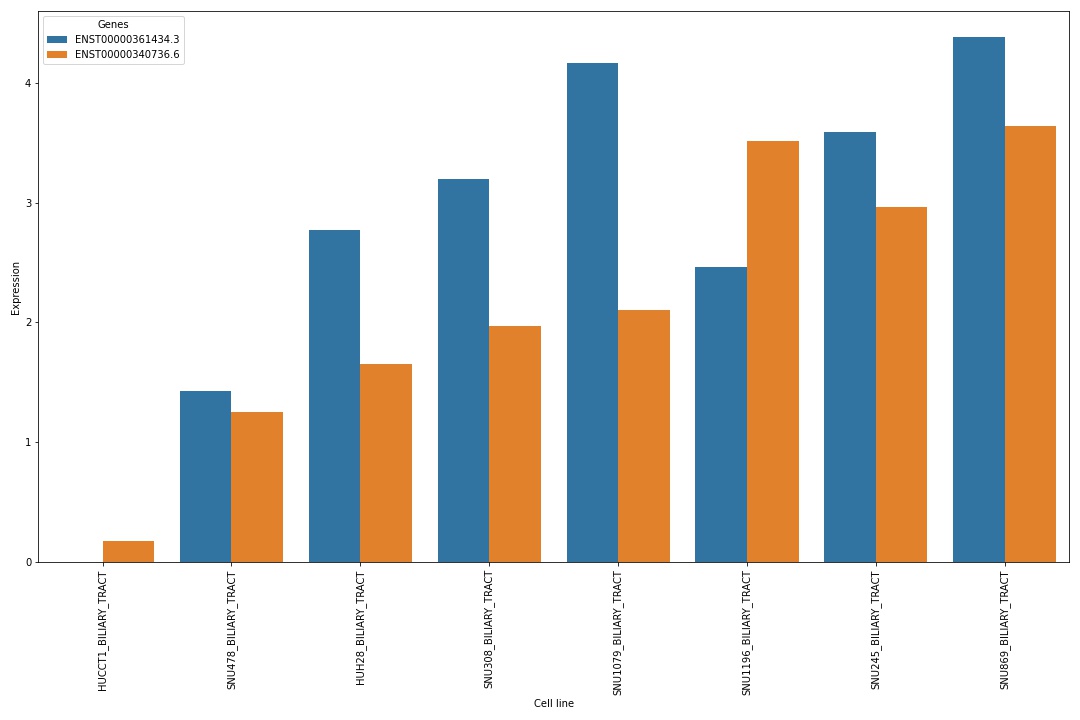 Genes
ENST00000361434.3
ENST00000340736.6
Expression
4
3
2
1
0
HUCCT1_BILIARY_TRACT
SNU478_BILIARY_TRACT
HUH28_BILIARY_TRACT
SNU308_BILIARY_TRACT
SNU1079_BILIARY_TRACT
SNU1196_BILIARY_TRACT
SNU245_BILIARY_TRACT
SNU869_BILIARY_TRACT
Cell line